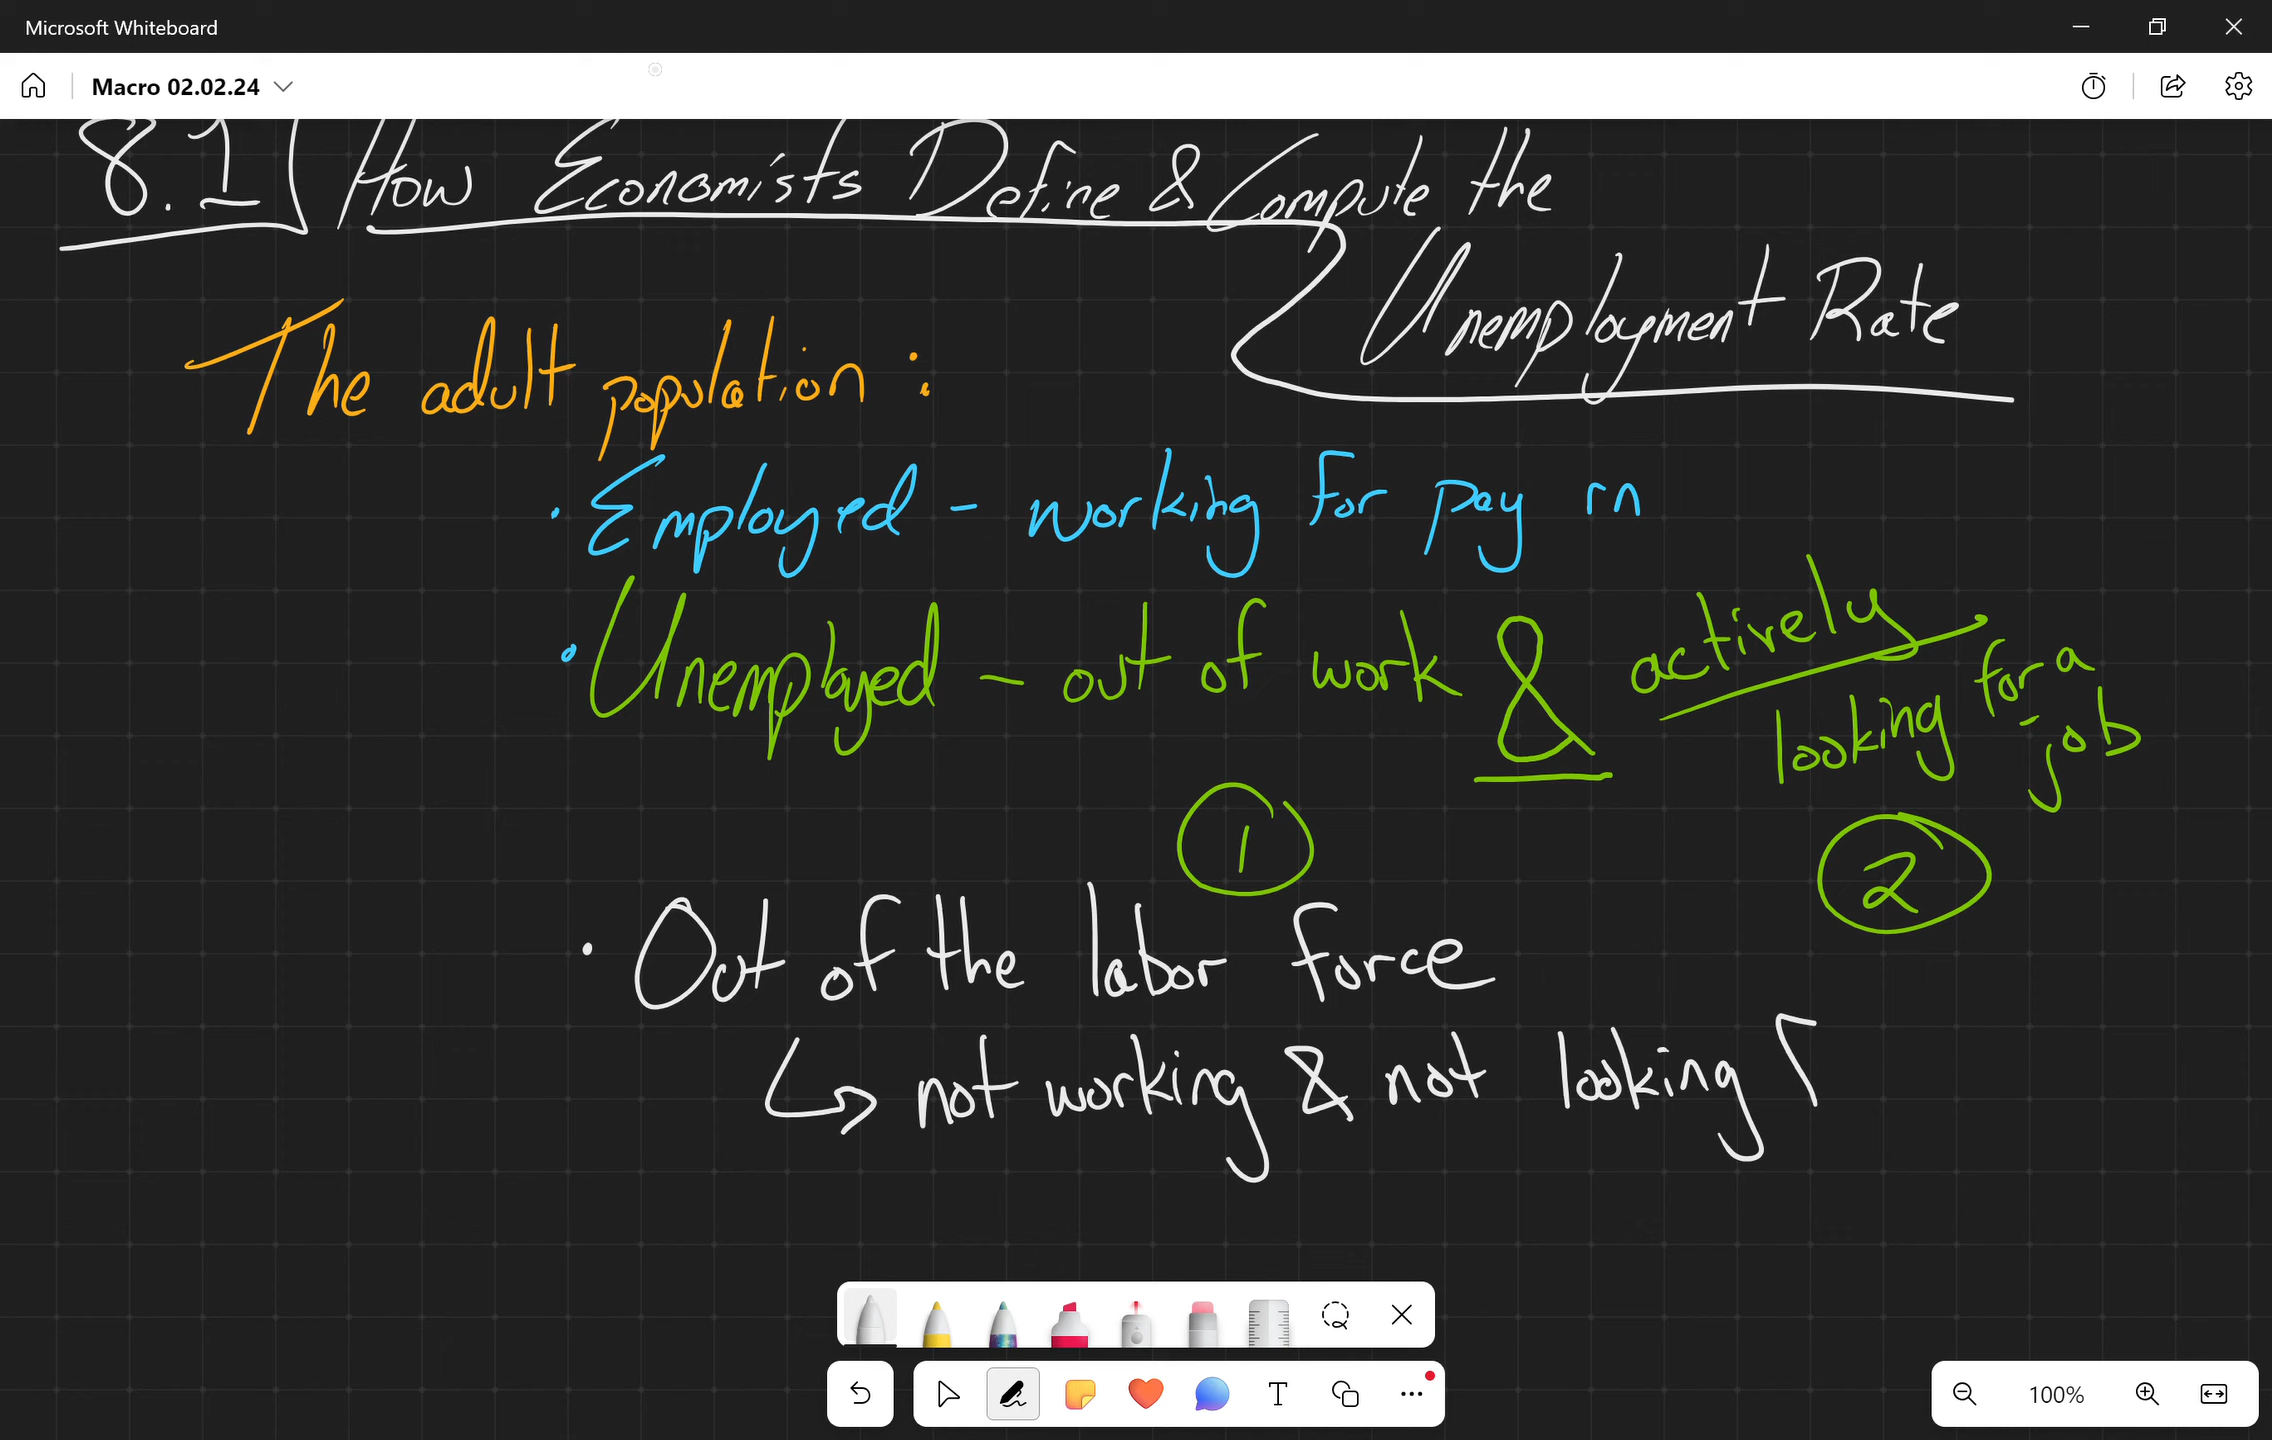 Microsoft Whiteboard
Macro 02.02.24
8.1 How Economists Define & Compute the
Unemployment Rate
The adult population:
· Employed - working for pay rn
· Unemployed - out of work & actively
looking for a
job
1
2
· Out of the labor force
↳ not working & not looking
T
100%